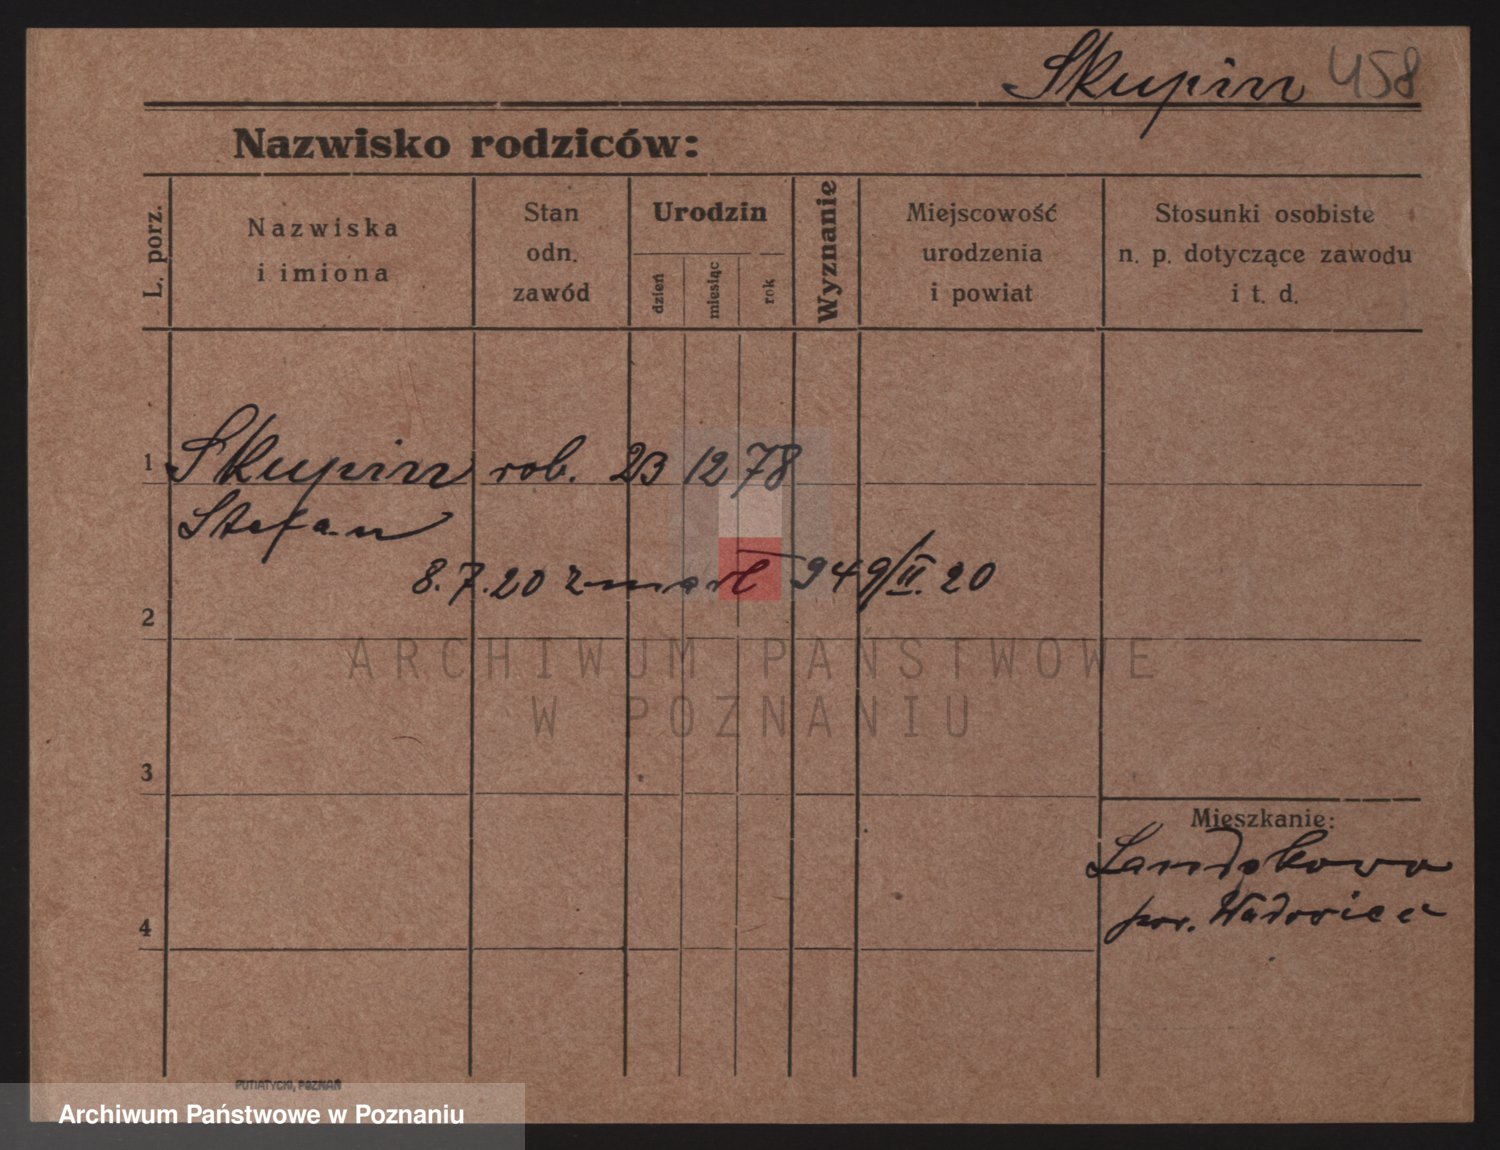 Skupin 458
Nazwisko rodziców:
L. porz.
Nazwiska
i imiona
Stan
odn.
zawód
Urodzin
dzień
miesiąc
rok
Wyznanie
Miejscowość
urodzenia
i powiat
Stosunki osobiste
n. p. dotyczące zawodu
i t. d.
1 Skupin rob. 23 12 78
Stefan
8.7.20 zmarł 949/II. 20
2
ARCHIWUM PAŃSTWOWE
W POZNANIU
3
Mieszkanie:
pow. Wadowice
4
PUTIATYCKI, POZNAŃ
Archiwum Państwowe w Poznaniu